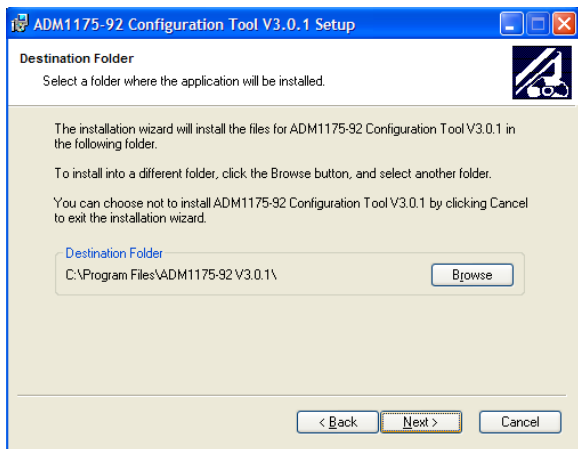 ADM1175-92 Configuration Tool V3.0.1 Setup
Destination Folder
Select a folder where the application will be installed.
The installation wizard will install the files for ADM1175-92 Configuration Tool V3.0.1 in
the following folder.
To install into a different folder, click the Browse button, and select another folder.
You can choose not to install ADM1175-92 Configuration Tool V3.0.1 by clicking Cancel
to exit the installation wizard.
Destination Folder
C:\Program Files\ADM1175-92 V3.0.1\
Browse
< Back
Next >
Cancel